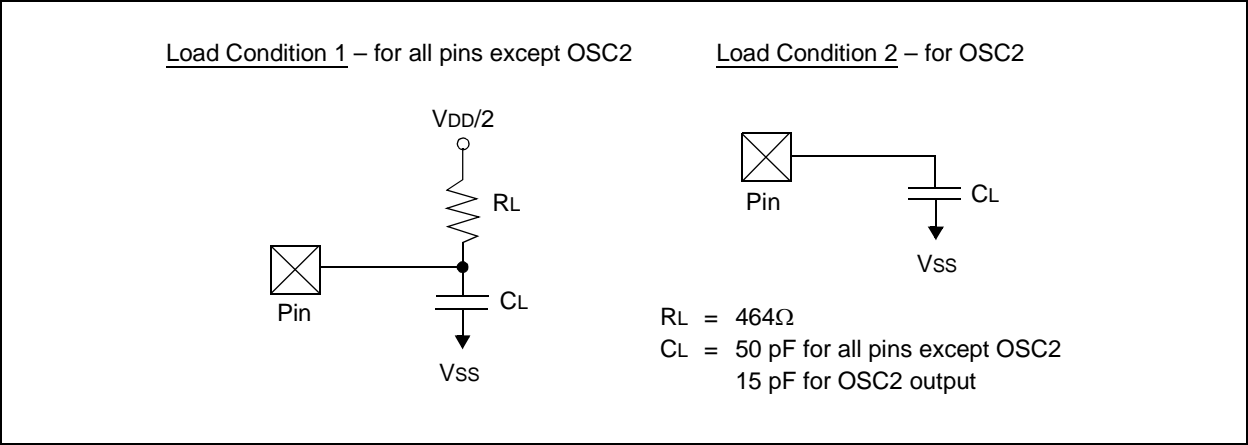 Load Condition 1 – for all pins except OSC2
VDD/2
RL
Pin
CL
VSS
Load Condition 2 – for OSC2
Pin
CL
VSS
RL = 464Ω
CL = 50 pF for all pins except OSC2
15 pF for OSC2 output